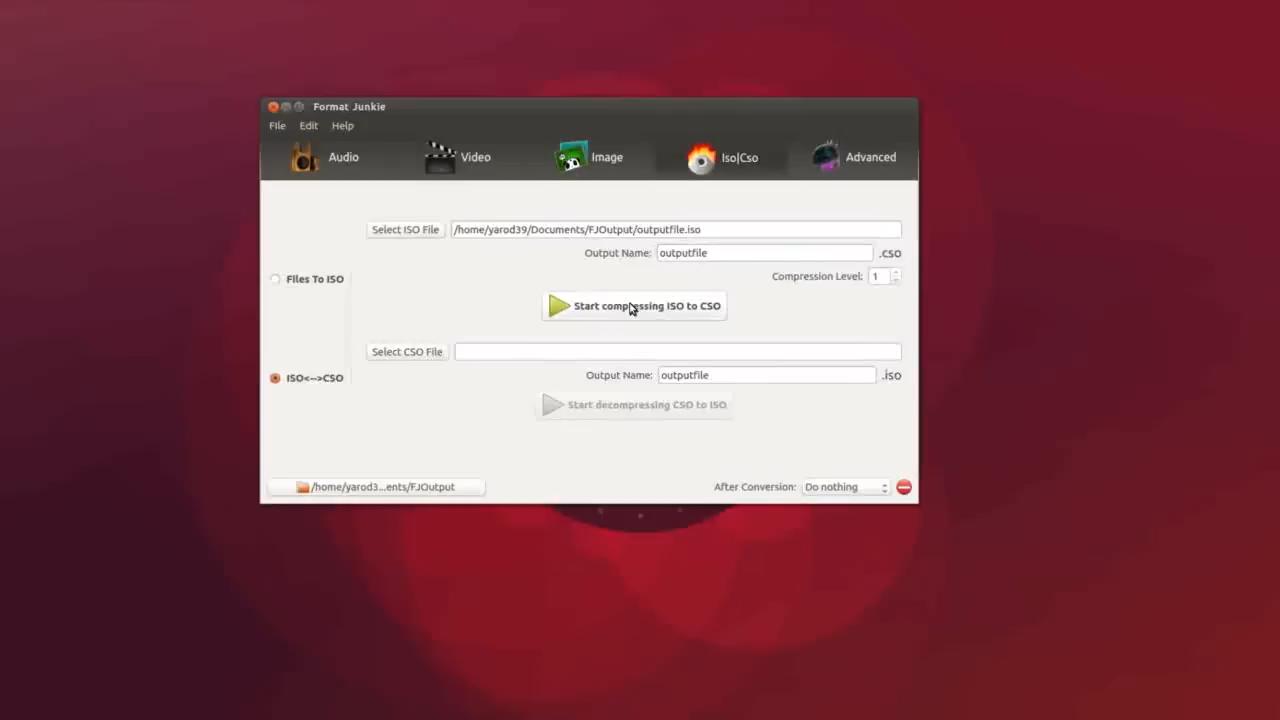 Format Junkie
File Edit Help
Audio Video Image Iso|Cso Advanced
Select ISO File /home/yarod39/Documents/FJOutput/outputfile.iso
Output Name: outputfile .cso
Compression Level: 1
Files To ISO
Start compressing ISO to CSO
Select CSO File
Output Name: outputfile .iso
ISO<-->CSO
Start decompressing CSO to ISO
/home/yarod3...ents/FJOutput After Conversion: Do nothing